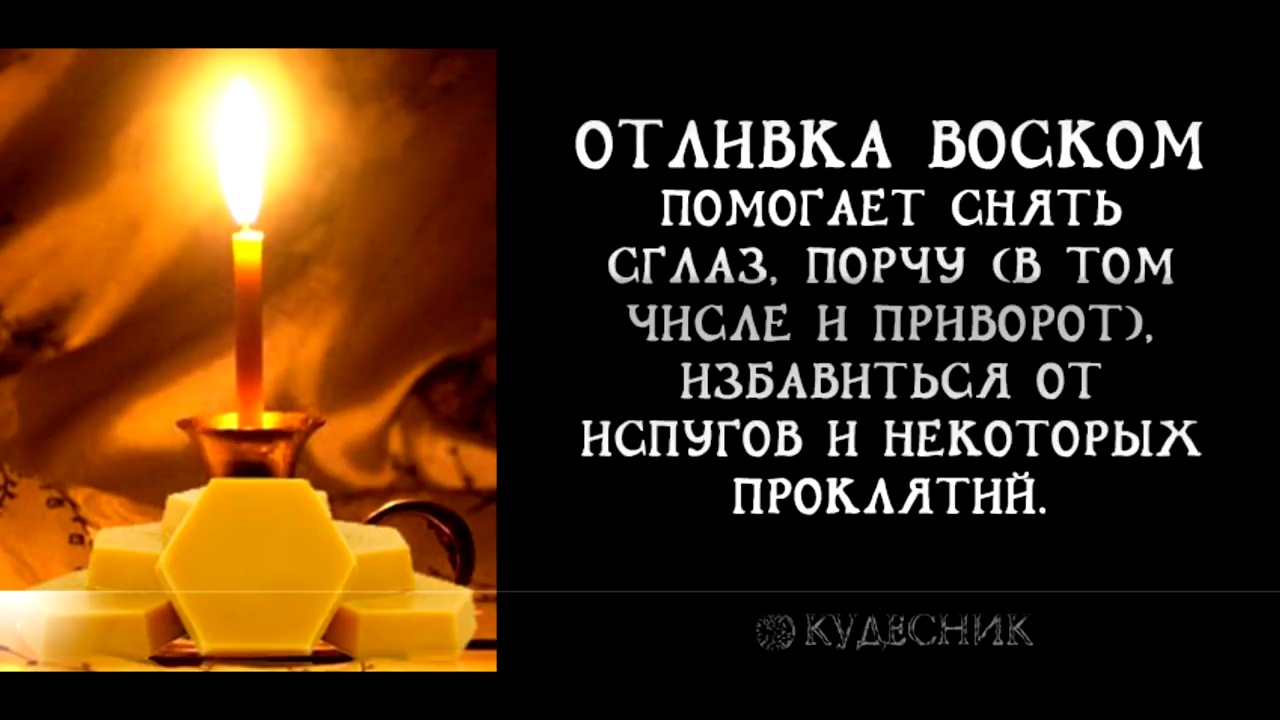 ОТЛИВКА ВОСКОМ
ПОМОГАЕТ СНЯТЬ
СГЛАЗ, ПОРЧУ (В ТОМ
ЧИСЛЕ И ПРИВОРОТ),
ИЗБАВИТЬСЯ ОТ
ИСПУГОВ И НЕКОТОРЫХ
ПРОКЛЯТИЙ.
КУДЕСНИК